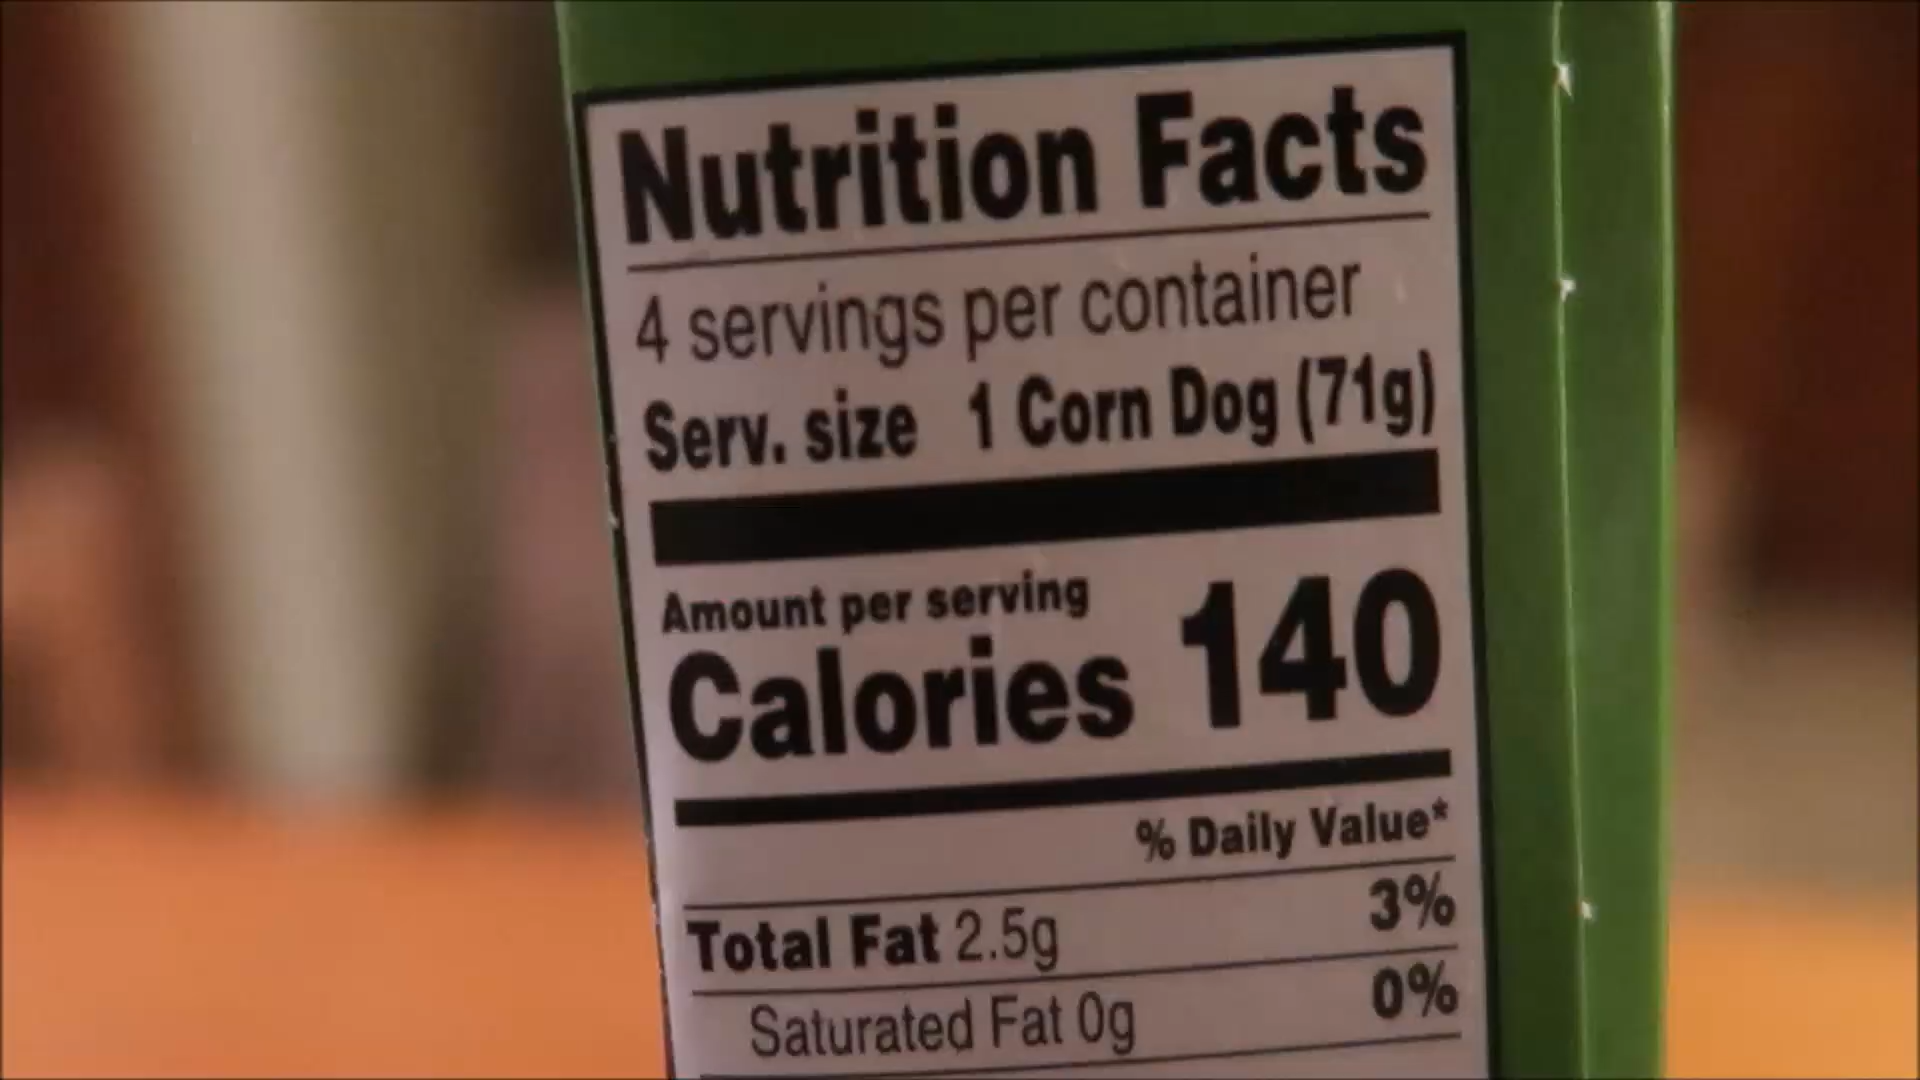 Nutrition Facts
4 servings per container
Serv. size 1 Corn Dog (71g)
Amount per serving
Calories 140
% Daily Value*
Total Fat 2.5g 3%
Saturated Fat 0g 0%